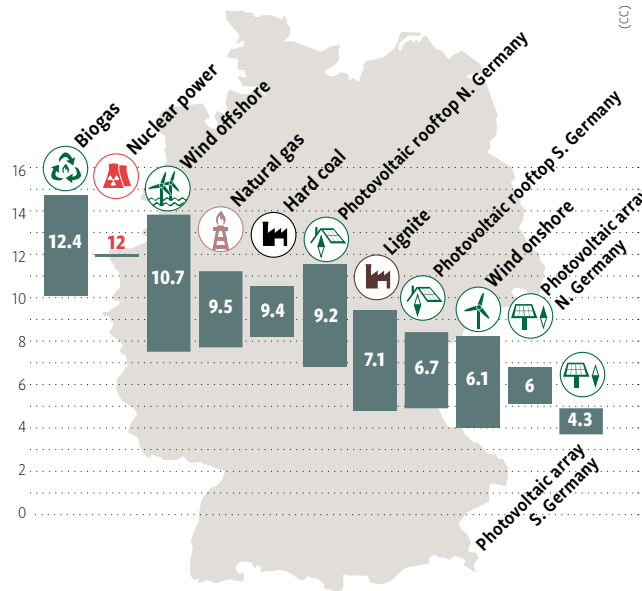 (CC)
Biogas
Nuclear power
Wind offshore
Natural gas
Hard coal
Photovoltaic rooftop N. Germany
Lignite
Photovoltaic rooftop S. Germany
Wind onshore
Photovoltaic array
N. Germany
Photovoltaic array
S. Germany
16
14
12
10
8
6
4
2
0
12.4
12
10.7
9.5
9.4
9.2
7.1
6.7
6.1
6
4.3